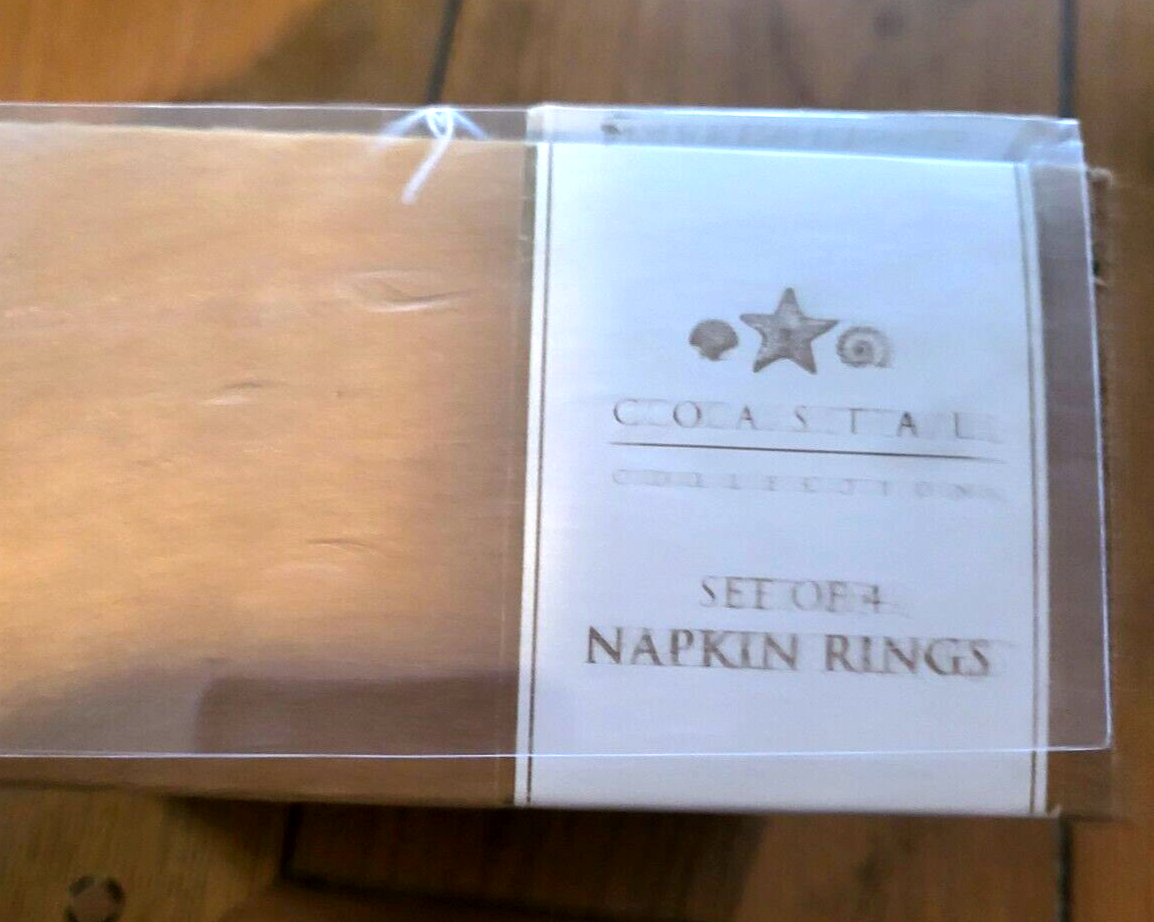 COASTAL
COLLECTION
SET OF 4
NAPKIN RINGS